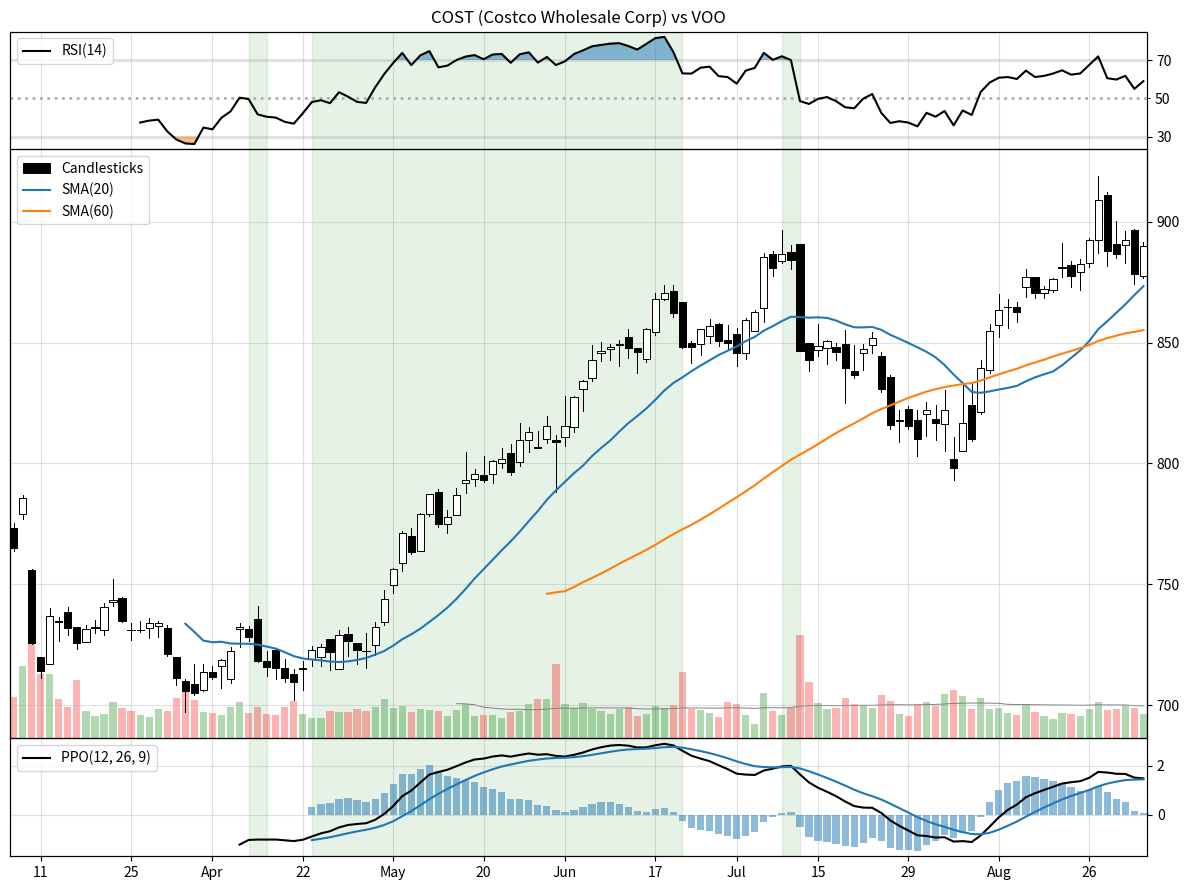 COST (Costco Wholesale Corp) vs VOO
RSI(14)
70
50
30
Candlesticks
SMA(20)
SMA(60)
900
850
800
750
700
PPO(12, 26, 9)
2
0
11 25 Apr 22 May 20 Jun 17 Jul 15 29 Aug 26